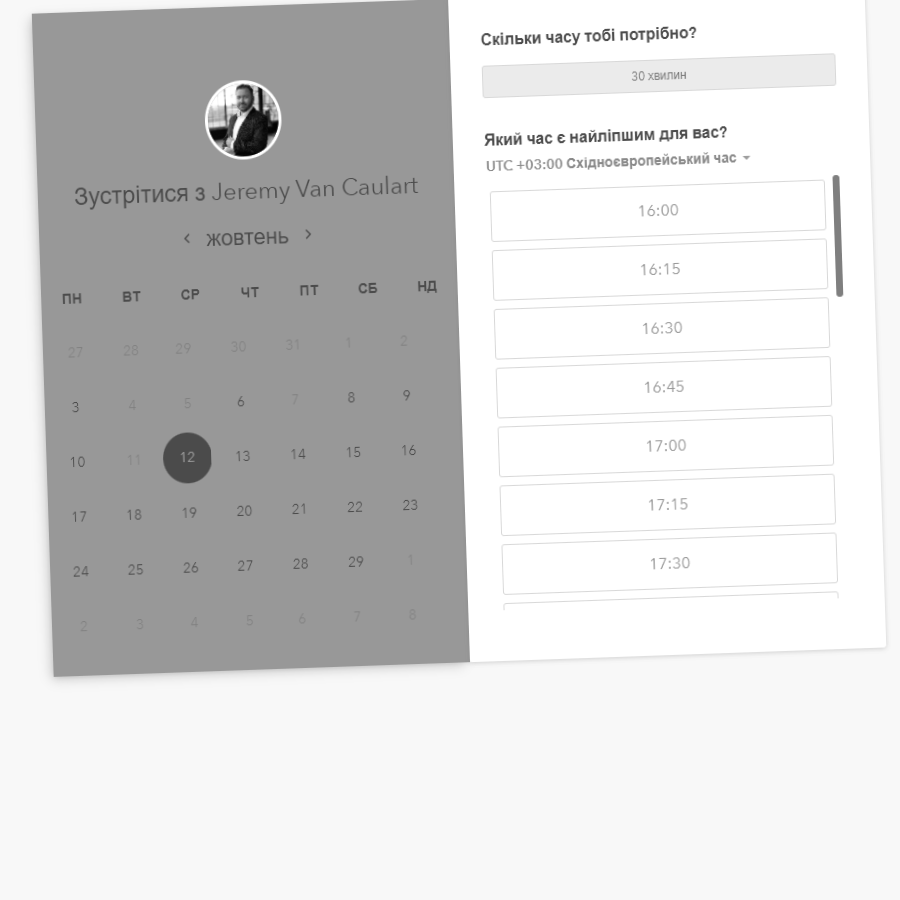 Зустрітися з Jeremy Van Caulart
жовтень
ПН ВТ СР ЧТ ПТ СБ НД
27 28 29 30 31 1 2
3 4 5 6 7 8 9
10 11 12 13 14 15 16
17 18 19 20 21 22 23
24 25 26 27 28 29 1
2 3 4 5 6 7 8
Скільки часу тобі потрібно?
30 хвилин
Який час є найліпшим для вас?
UTC +03:00 Східноєвропейський час
16:00
16:15
16:30
16:45
17:00
17:15
17:30